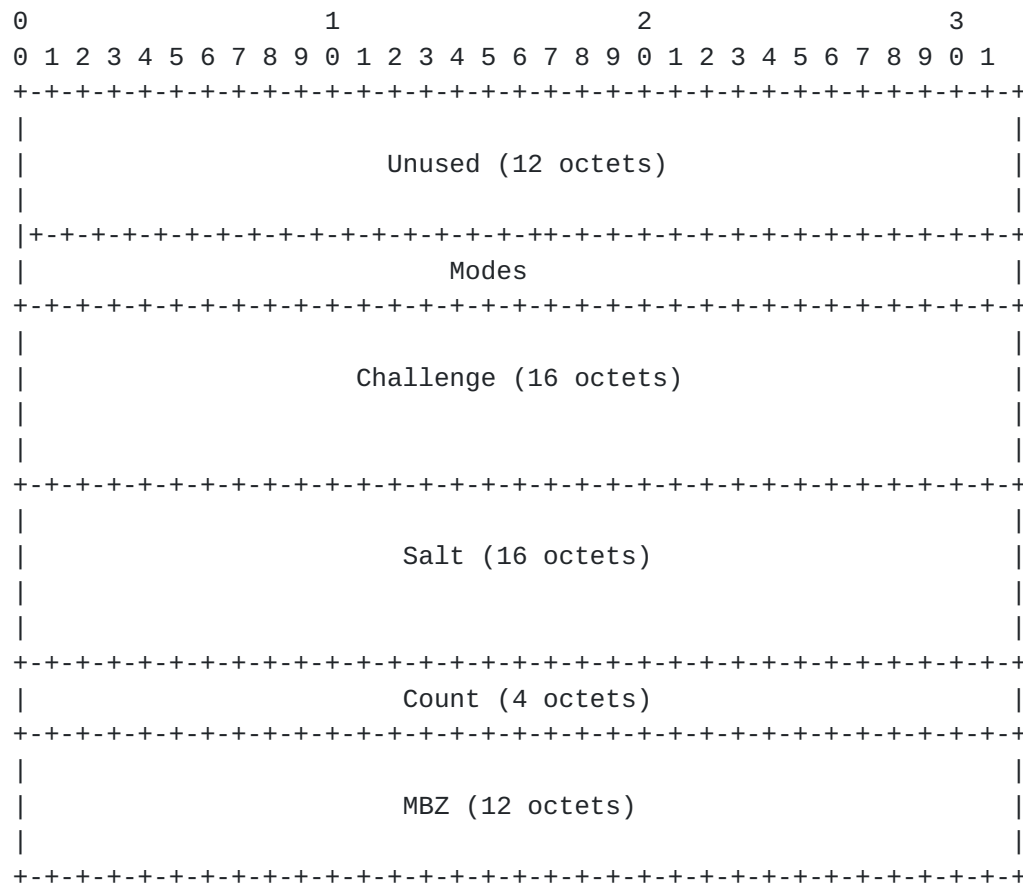 0                   1                   2                   3
0 1 2 3 4 5 6 7 8 9 0 1 2 3 4 5 6 7 8 9 0 1 2 3 4 5 6 7 8 9 0 1
+-+-+-+-+-+-+-+-+-+-+-+-+-+-+-+-+-+-+-+-+-+-+-+-+-+-+-+-+-+-+-+-+
|                                                               |
|                       Unused (12 octets)                      |
|                                                               |
|+-+-+-+-+-+-+-+-+-+-+-+-+-+-+-+-++-+-+-+-+-+-+-+-+-+-+-+-+-+-+-+
|                           Modes                               |
+-+-+-+-+-+-+-+-+-+-+-+-+-+-+-+-+-+-+-+-+-+-+-+-+-+-+-+-+-+-+-+-+
|                                                               |
|                     Challenge (16 octets)                     |
|                                                               |
|                                                               |
+-+-+-+-+-+-+-+-+-+-+-+-+-+-+-+-+-+-+-+-+-+-+-+-+-+-+-+-+-+-+-+-+
|                                                               |
|                        Salt (16 octets)                       |
|                                                               |
|                                                               |
+-+-+-+-+-+-+-+-+-+-+-+-+-+-+-+-+-+-+-+-+-+-+-+-+-+-+-+-+-+-+-+-+
|                        Count (4 octets)                       |
+-+-+-+-+-+-+-+-+-+-+-+-+-+-+-+-+-+-+-+-+-+-+-+-+-+-+-+-+-+-+-+-+
|                                                               |
|                        MBZ (12 octets)                        |
|                                                               |
+-+-+-+-+-+-+-+-+-+-+-+-+-+-+-+-+-+-+-+-+-+-+-+-+-+-+-+-+-+-+-+-+